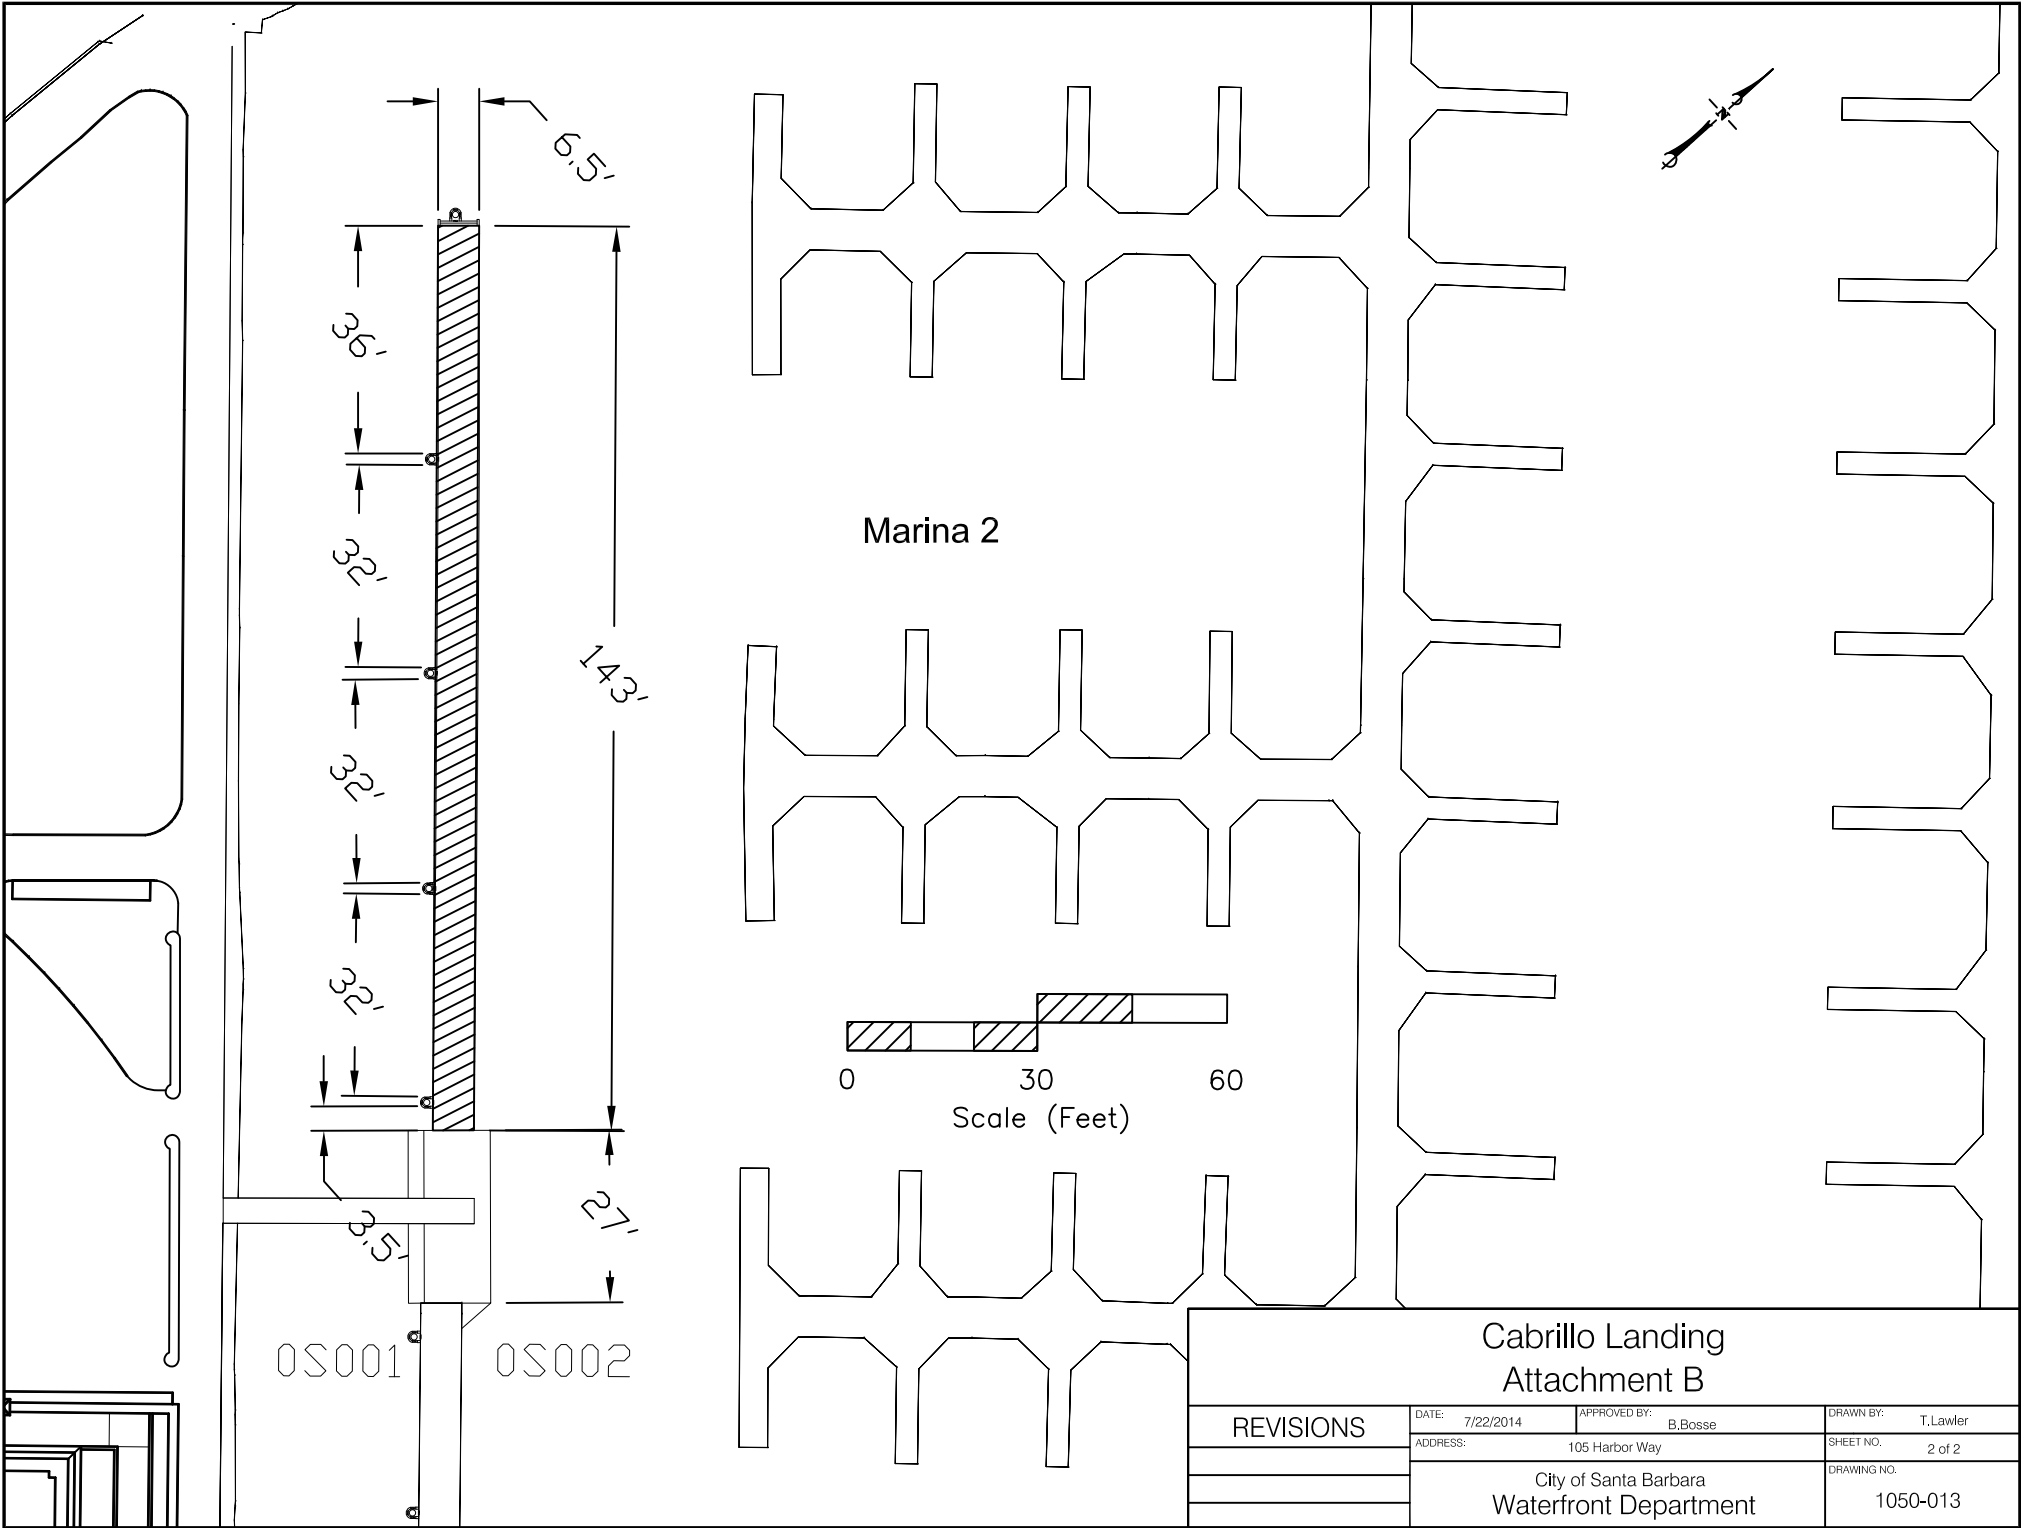 6.5'
36'
32'
143'
32'
32'
3.5'
27'
Marina 2
0 30 60
Scale (Feet)
OS001 OS002
N
Cabrillo Landing
Attachment B
REVISIONS
DATE: 7/22/2014
APPROVED BY: B.Bosse
DRAWN BY: T.Lawler
ADDRESS: 105 Harbor Way
SHEET NO. 2 of 2
City of Santa Barbara
Waterfront Department
DRAWING NO.
1050-013